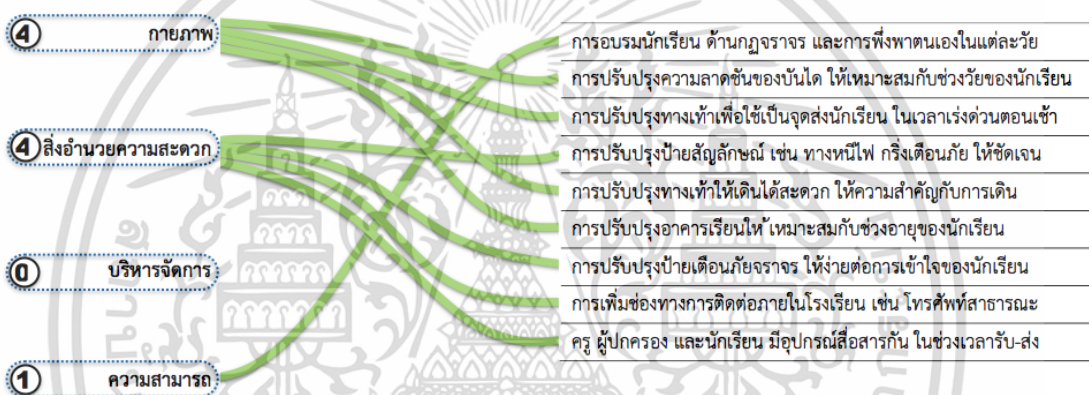 4 กายภาพ
4 สิ่งอำนวยความสะดวก
0 บริหารจัดการ
1 ความสามารถ
การอบรมนักเรียน ด้านกฎจราจร และการพึ่งพาตนเองในแต่ละวัย
การปรับปรุงความลาดชันของบันได ให้เหมาะสมกับช่วงวัยของนักเรียน
การปรับปรุงทางเท้าเพื่อใช้เป็นจุดส่งนักเรียน ในเวลาเร่งด่วนตอนเช้า
การปรับปรุงป้ายสัญลักษณ์ เช่น ทางหนีไฟ กริ่งเตือนภัย ให้ชัดเจน
การปรับปรุงทางเท้าให้เดินได้สะดวก ให้ความสำคัญกับการเดิน
การปรับปรุงอาคารเรียนให้ เหมาะสมกับช่วงอายุของนักเรียน
การปรับปรุงป้ายเตือนภัยจราจร ให้ง่ายต่อการเข้าใจของนักเรียน
การเพิ่มช่องทางการติดต่อภายในโรงเรียน เช่น โทรศัพท์สาธารณะ
ครู ผู้ปกครอง และนักเรียน มีอุปกรณ์สื่อสารกัน ในช่วงเวลารับ-ส่ง